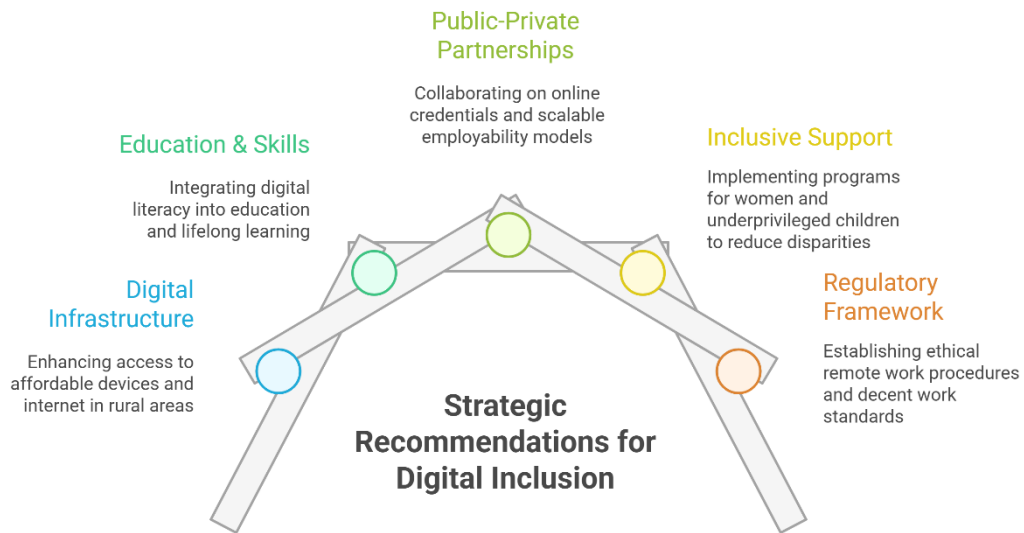 Public-Private
Partnerships
Collaborating on online
credentials and scalable
employability models
Education & Skills
Integrating digital
literacy into education
and lifelong learning
Inclusive Support
Implementing programs
for women and
underprivileged children
to reduce disparities
Digital
Infrastructure
Enhancing access to
affordable devices and
internet in rural areas
Regulatory
Framework
Establishing ethical
remote work procedures
and decent work
standards
Strategic
Recommendations for
Digital Inclusion